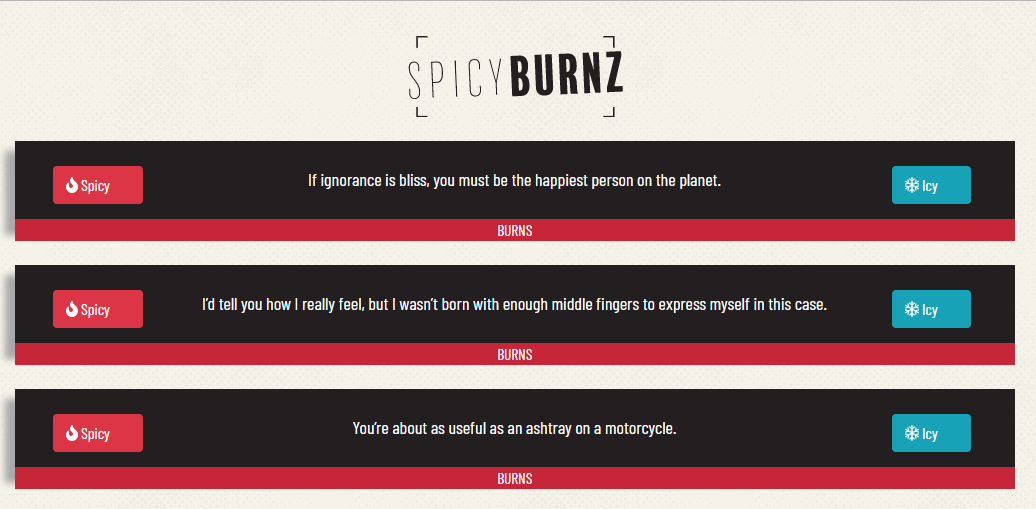 SPICYBURNZ
Spicy
If ignorance is bliss, you must be the happiest person on the planet.
Icy
BURNS
Spicy
I'd tell you how I really feel, but I wasn't born with enough middle fingers to express myself in this case.
Icy
BURNS
Spicy
You're about as useful as an ashtray on a motorcycle.
Icy
BURNS